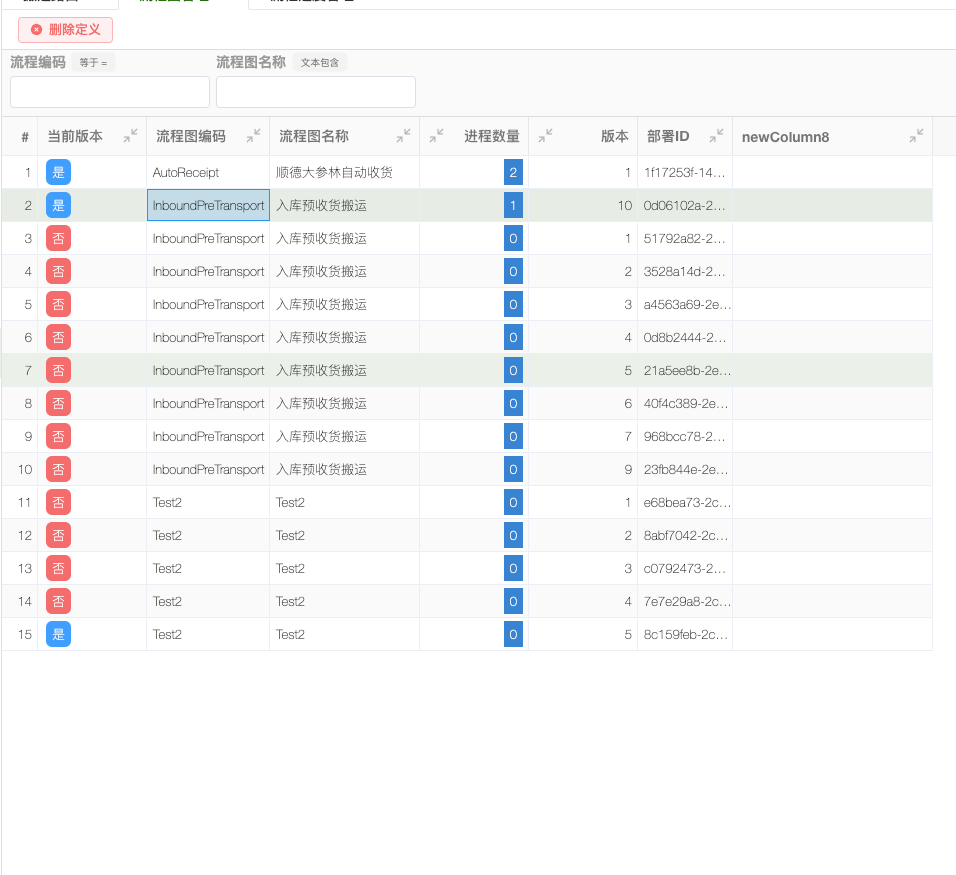 删除定义
流程编码 等于 = 流程图名称 文本包含
# 当前版本 流程图编码 流程图名称 进程数量 版本 部署ID newColumn8
1 是 AutoReceipt 顺德大参林自动收货 2 1 1f17253f-14...
2 是 InboundPreTransport 入库预收货搬运 1 10 0d06102a-2...
3 否 InboundPreTransport 入库预收货搬运 0 1 51792a82-2...
4 否 InboundPreTransport 入库预收货搬运 0 2 3528a14d-2...
5 否 InboundPreTransport 入库预收货搬运 0 3 a4563a69-2e...
6 否 InboundPreTransport 入库预收货搬运 0 4 0d8b2444-2...
7 否 InboundPreTransport 入库预收货搬运 0 5 21a5ee8b-2e...
8 否 InboundPreTransport 入库预收货搬运 0 6 40f4c389-2e...
9 否 InboundPreTransport 入库预收货搬运 0 7 968bcc78-2...
10 否 InboundPreTransport 入库预收货搬运 0 9 23fb844e-2e...
11 否 Test2 Test2 0 1 e68bea73-2c...
12 否 Test2 Test2 0 2 8abf7042-2c...
13 否 Test2 Test2 0 3 c0792473-2...
14 否 Test2 Test2 0 4 7e7e29a8-2c...
15 是 Test2 Test2 0 5 8c159feb-2c...